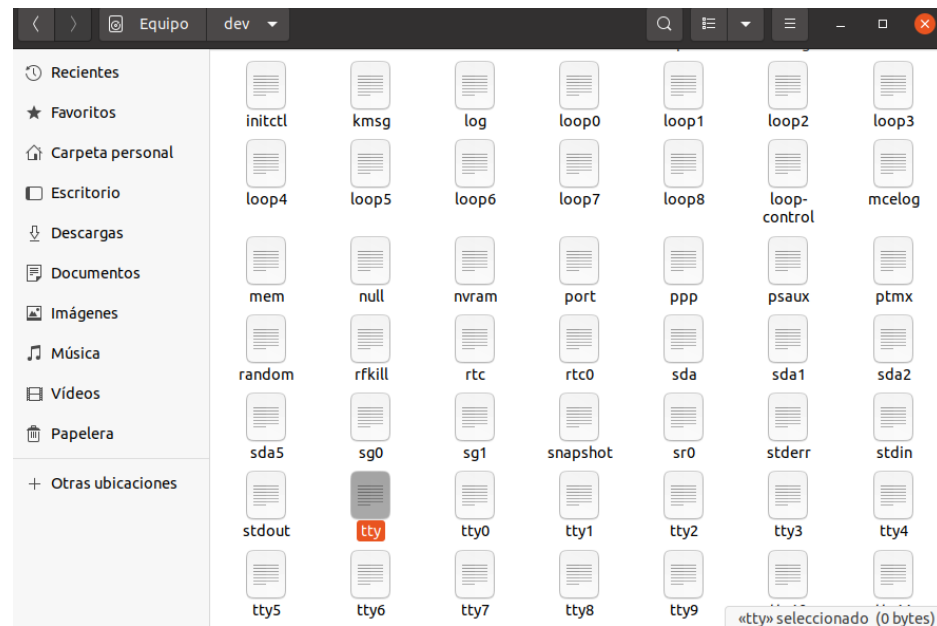 Equipo dev
Recientes
Favoritos
Carpeta personal
Escritorio
Descargas
Documentos
Imágenes
Música
Vídeos
Papelera
Otras ubicaciones
initctl kmsg log loop0 loop1 loop2 loop3
loop4 loop5 loop6 loop7 loop8 loop- mcelog
control
mem null nvram port ppp psaux ptmx
random rfkill rtc rtc0 sda sda1 sda2
sda5 sg0 sg1 snapshot sr0 stderr stdin
stdout tty tty0 tty1 tty2 tty3 tty4
tty5 tty6 tty7 tty8 tty9
«tty» seleccionado (0 bytes)